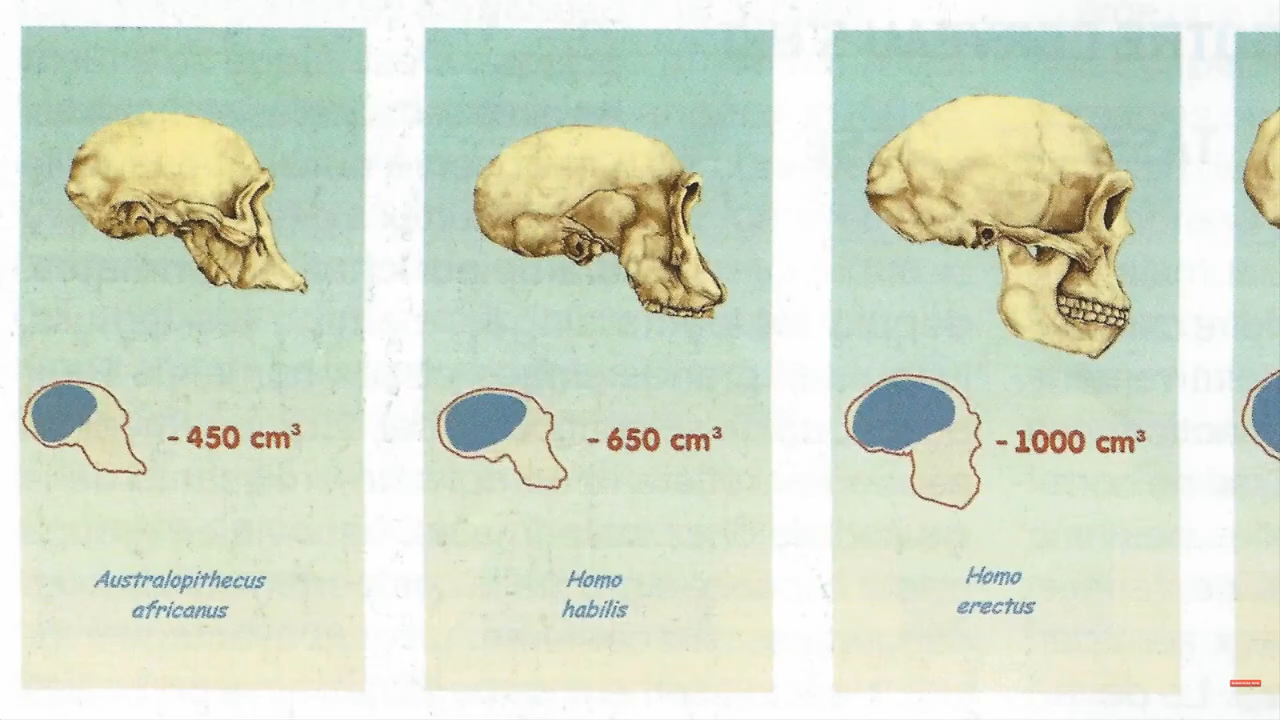 - 450 cm³
Australopithecus
africanus
- 650 cm³
Homo
habilis
- 1000 cm³
Homo
erectus